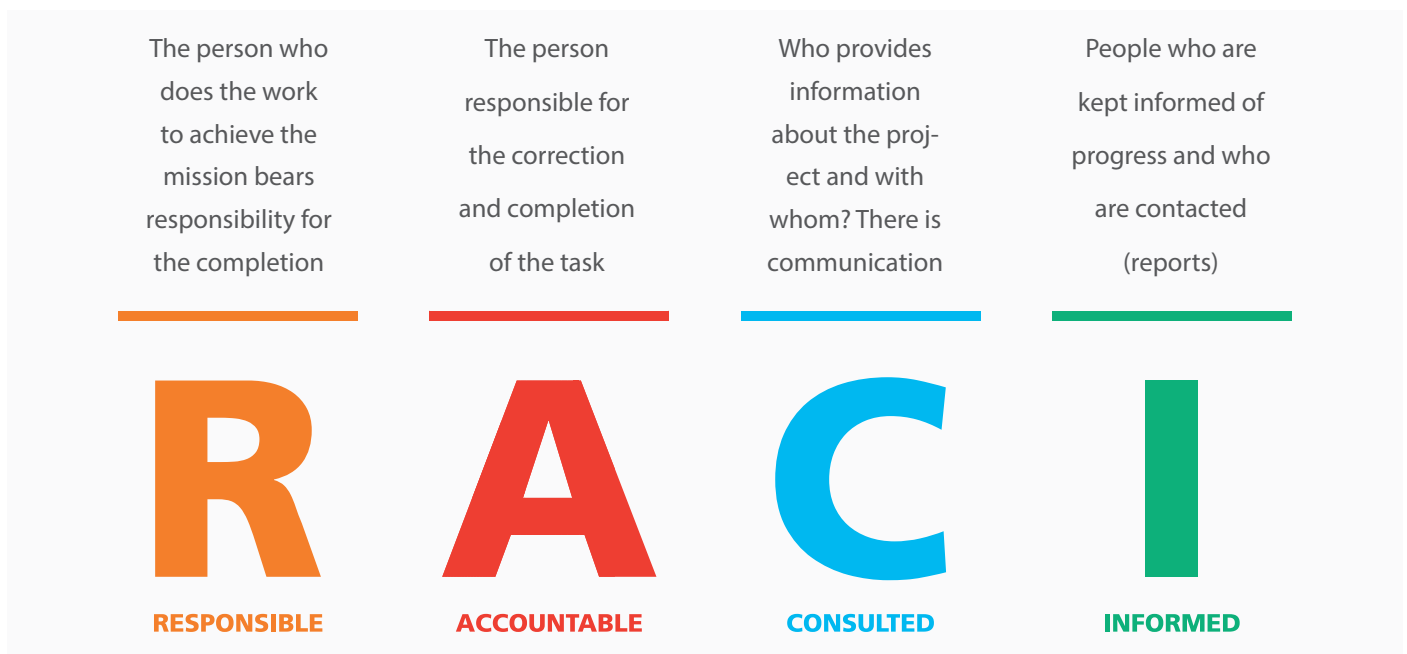 The person who
does the work
to achieve the
mission bears
responsibility for
the completion
The person
responsible for
the correction
and completion
of the task
Who provides
information
about the proj-
ect and with
whom? There is
communication
People who are
kept informed of
progress and who
are contacted
(reports)
R
A
C
I
RESPONSIBLE
ACCOUNTABLE
CONSULTED
INFORMED